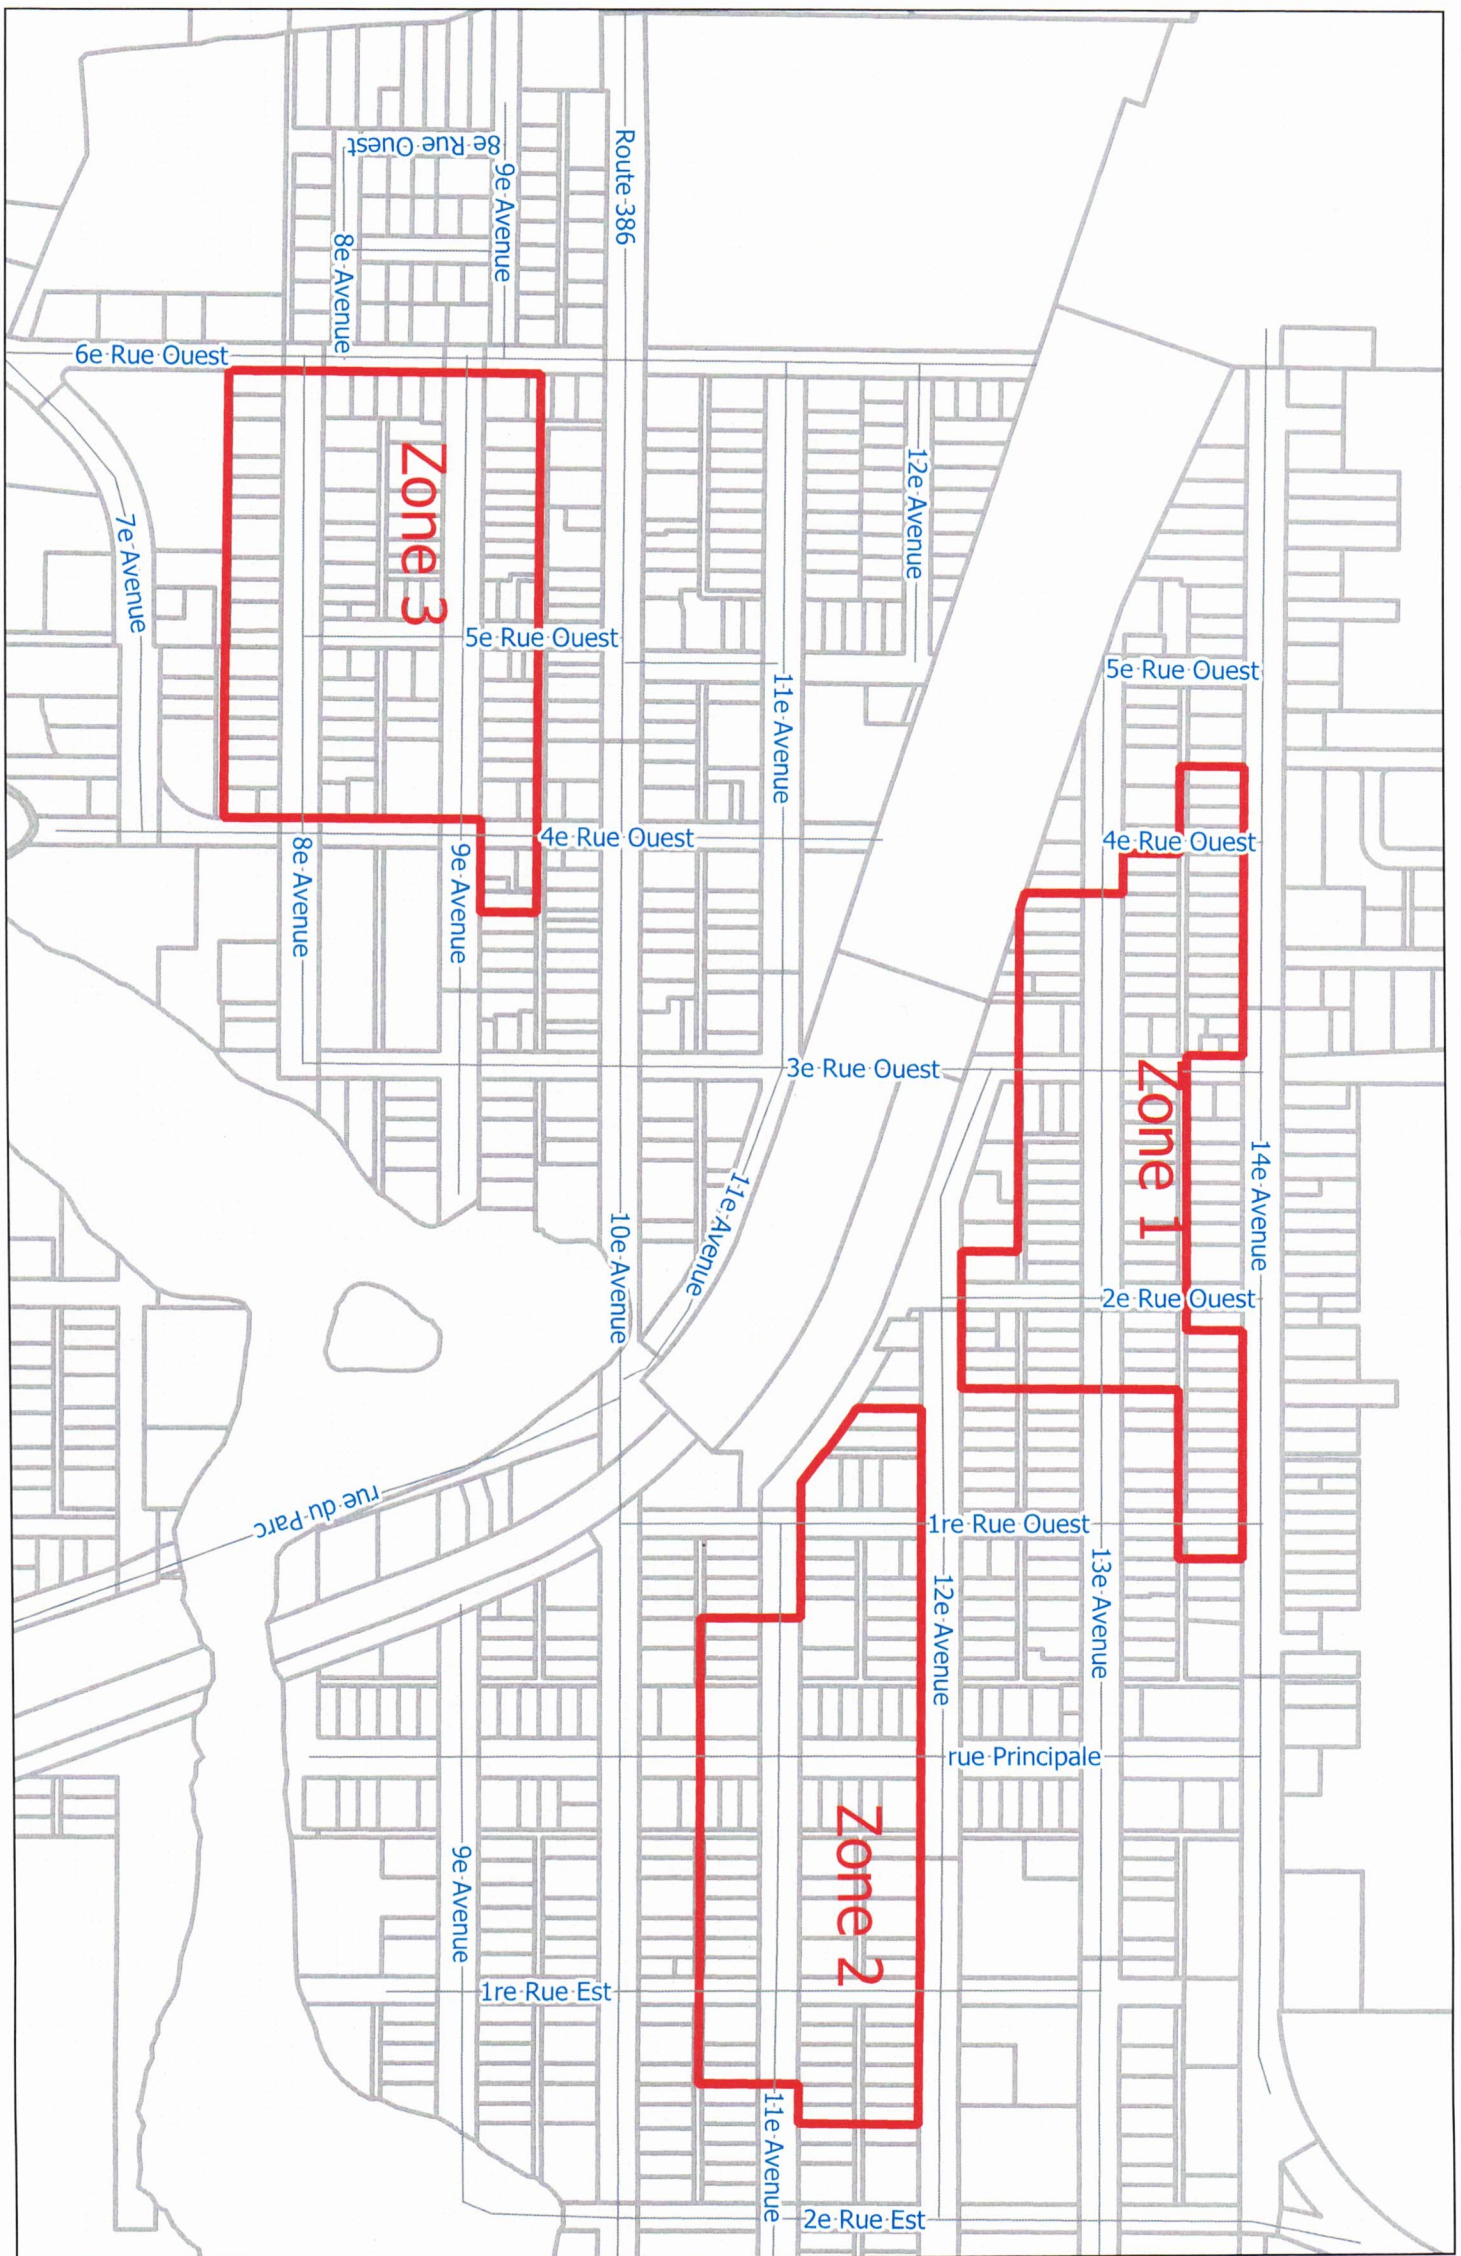 8e Rue Ouest
9e Avenue
Route 386
8e Avenue
6e Rue Ouest
12e Avenue
Zone 3
7e Avenue
5e Rue Ouest
5e Rue Ouest
11e Avenue
4e Rue Ouest
4e Rue Ouest
8e Avenue
9e Avenue
3e Rue Ouest
Zone 1
14e Avenue
11e Avenue
10e Avenue
2e Rue Ouest
rue du Parc
1re Rue Ouest
13e Avenue
12e Avenue
rue Principale
Zone 2
9e Avenue
1re Rue Est
11e Avenue
2e Rue Est